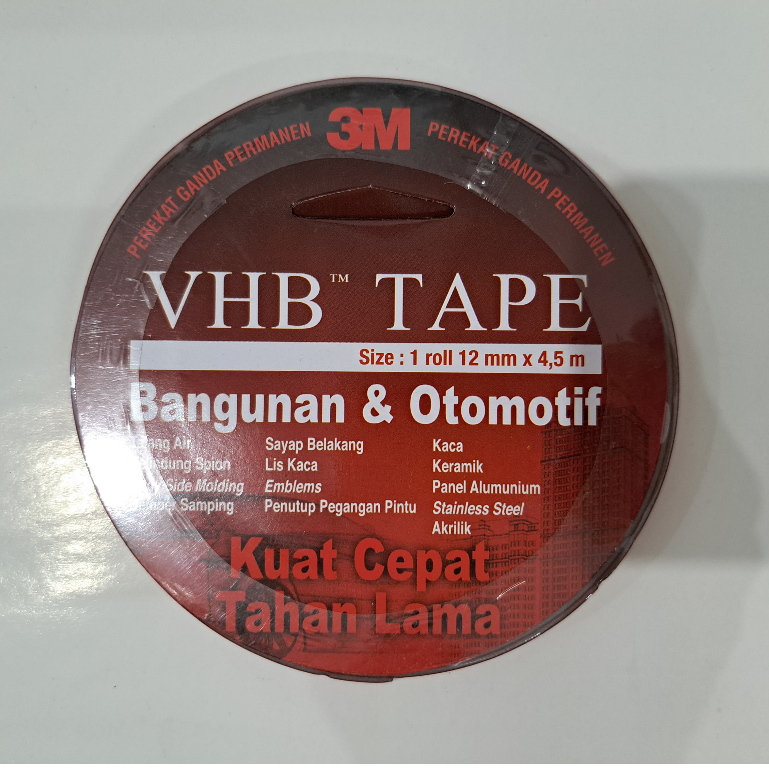 PEREKAT GANDA PERMANEN 3M PEREKAT GANDA PERMANEN
VHB™ TAPE
Size : 1 roll 12 mm x 4,5 m
Bangunan & Otomotif
Air
Sayap Belakang
Kaca
Spion
Lis Kaca
Keramik
Side Molding
Emblems
Panel Alumunium
Samping
Penutup Pegangan Pintu
Stainless Steel
Akrilik
Kuat Cepat
Tahan Lama